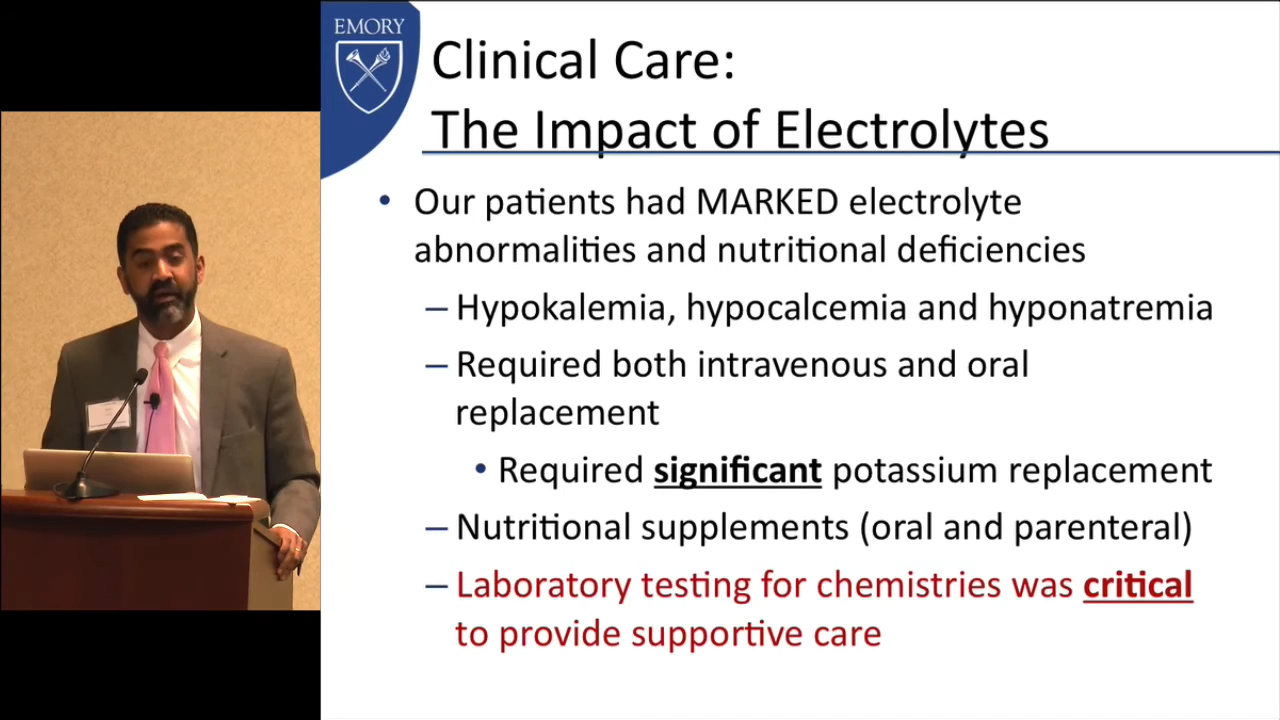 EMORY
Clinical Care:
The Impact of Electrolytes
• Our patients had MARKED electrolyte
abnormalities and nutritional deficiencies
– Hypokalemia, hypocalcemia and hyponatremia
– Required both intravenous and oral
replacement
• Required significant potassium replacement
– Nutritional supplements (oral and parenteral)
– Laboratory testing for chemistries was critical
to provide supportive care